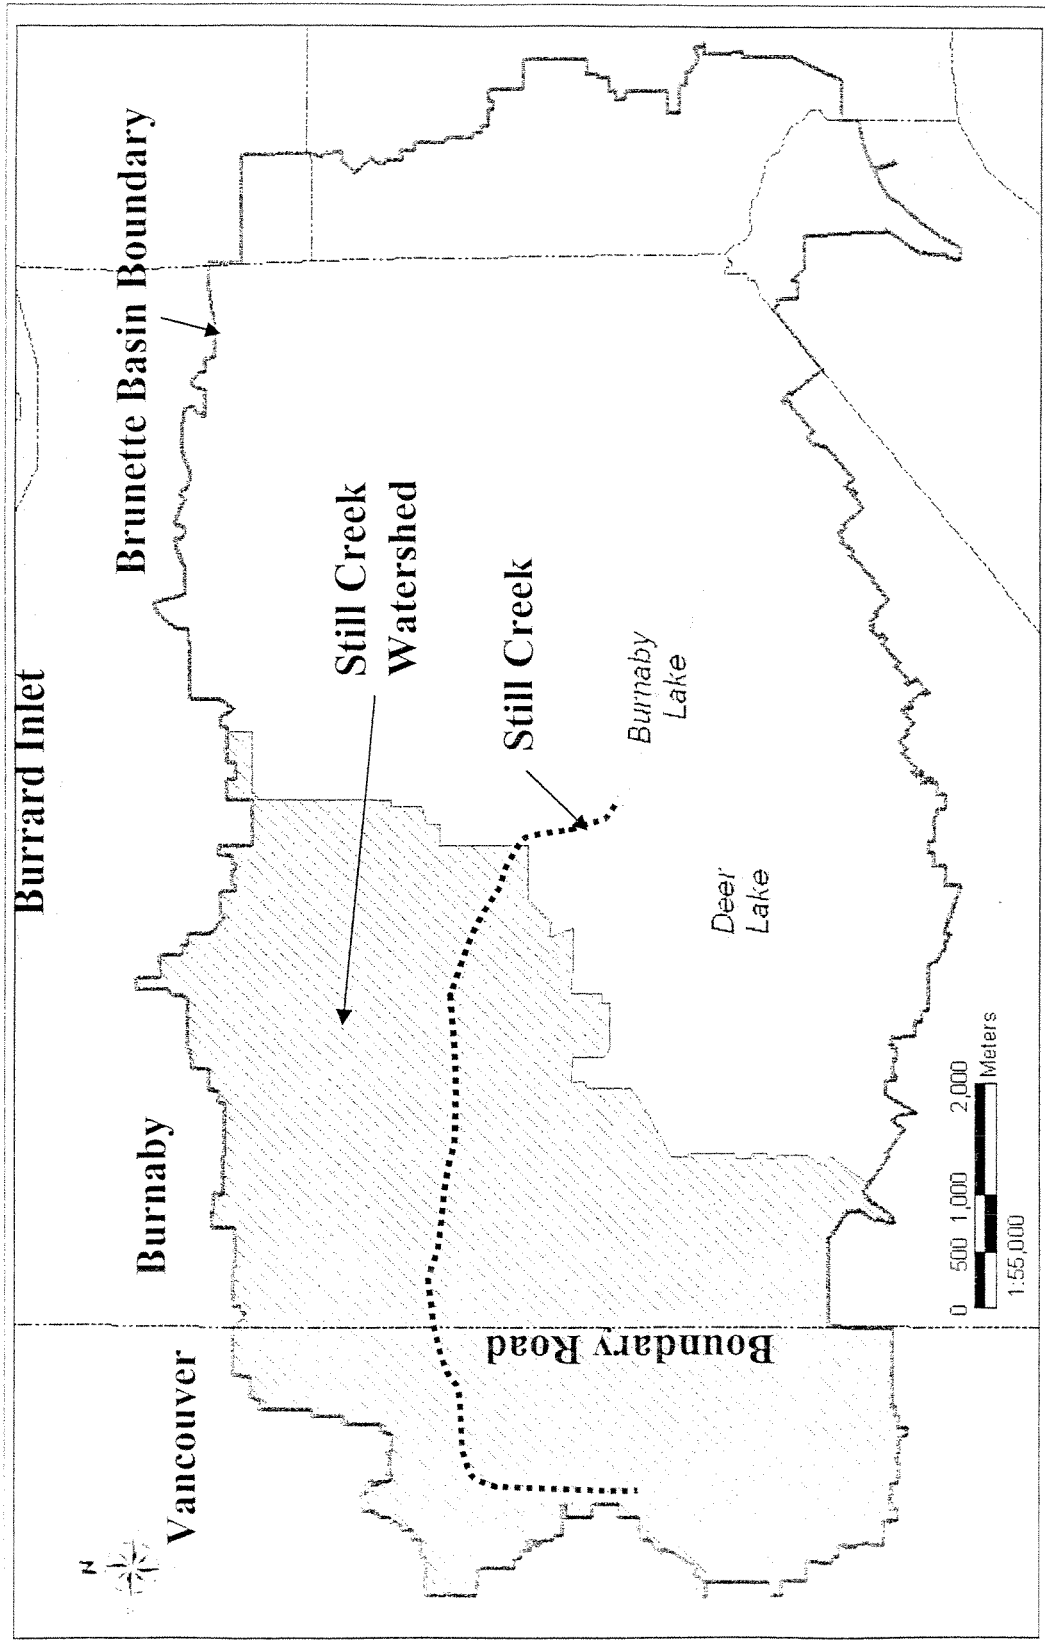 Burrard Inlet
Brunette Basin Boundary
Burnaby
Vancouver
N
Still Creek
Watershed
Still Creek
Burnaby
Lake
Deer
Lake
Boundary Road
0 500 1,000 2,000
Meters
1:55,000